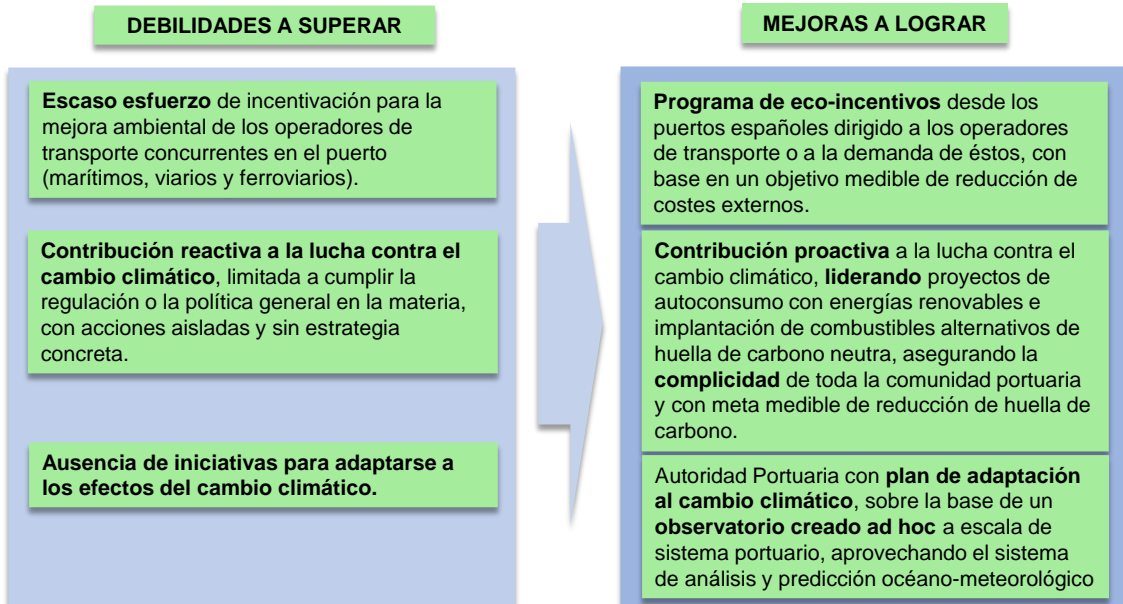 DEBILIDADES A SUPERAR
Escaso esfuerzo de incentivación para la
mejora ambiental de los operadores de
transporte concurrentes en el puerto
(marítimos, viarios y ferroviarios).
Contribución reactiva a la lucha contra el
cambio climático, limitada a cumplir la
regulación o la política general en la materia,
con acciones aisladas y sin estrategia
concreta.
Ausencia de iniciativas para adaptarse a
los efectos del cambio climático.
MEJORAS A LOGRAR
Programa de eco-incentivos desde los
puertos españoles dirigido a los operadores
de transporte o a la demanda de éstos, con
base en un objetivo medible de reducción de
costes externos.
Contribución proactiva a la lucha contra el
cambio climático, liderando proyectos de
autoconsumo con energías renovables e
implantación de combustibles alternativos de
huella de carbono neutra, asegurando la
complicidad de toda la comunidad portuaria
y con meta medible de reducción de huella de
carbono.
Autoridad Portuaria con plan de adaptación
al cambio climático, sobre la base de un
observatorio creado ad hoc a escala de
sistema portuario, aprovechando el sistema
de análisis y predicción océano-meteorológico